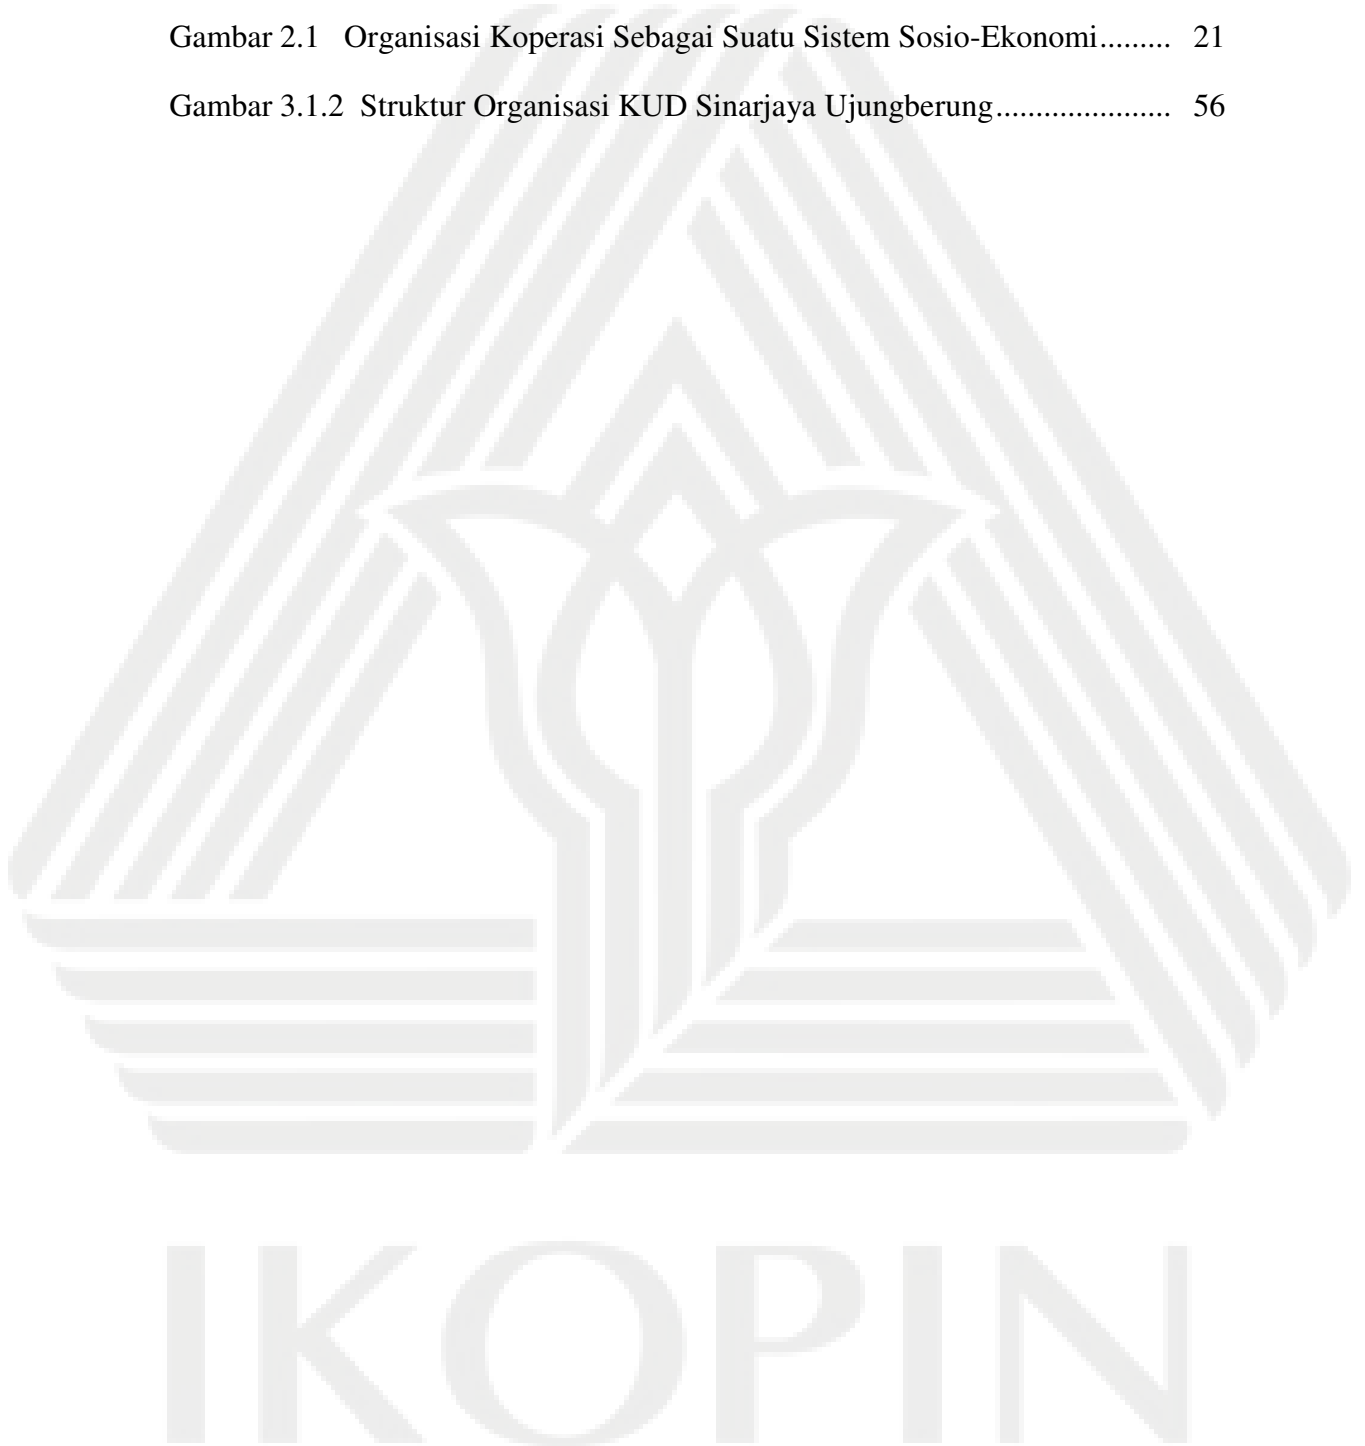 Gambar 2.1 Organisasi Koperasi Sebagai Suatu Sistem Sosio-Ekonomi......... 21
Gambar 3.1.2 Struktur Organisasi KUD Sinarjaya Ujungberung...................... 56
IKOPIN